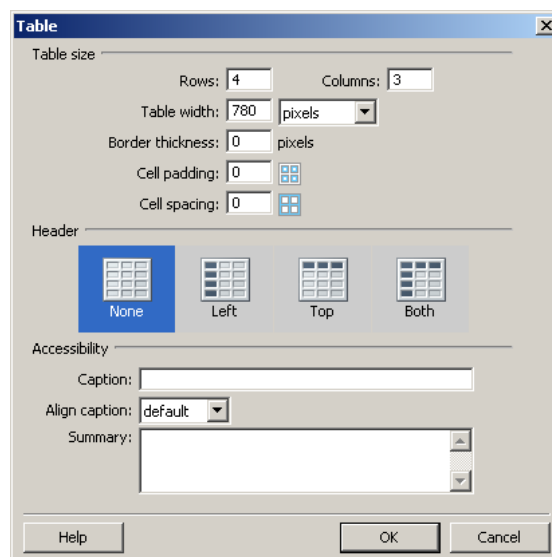 Table
Table size
Rows: 4 Columns: 3
Table width: 780 pixels
Border thickness: 0 pixels
Cell padding: 0
Cell spacing: 0
Header
None Left Top Both
Accessibility
Caption:
Align caption: default
Summary:
Help OK Cancel